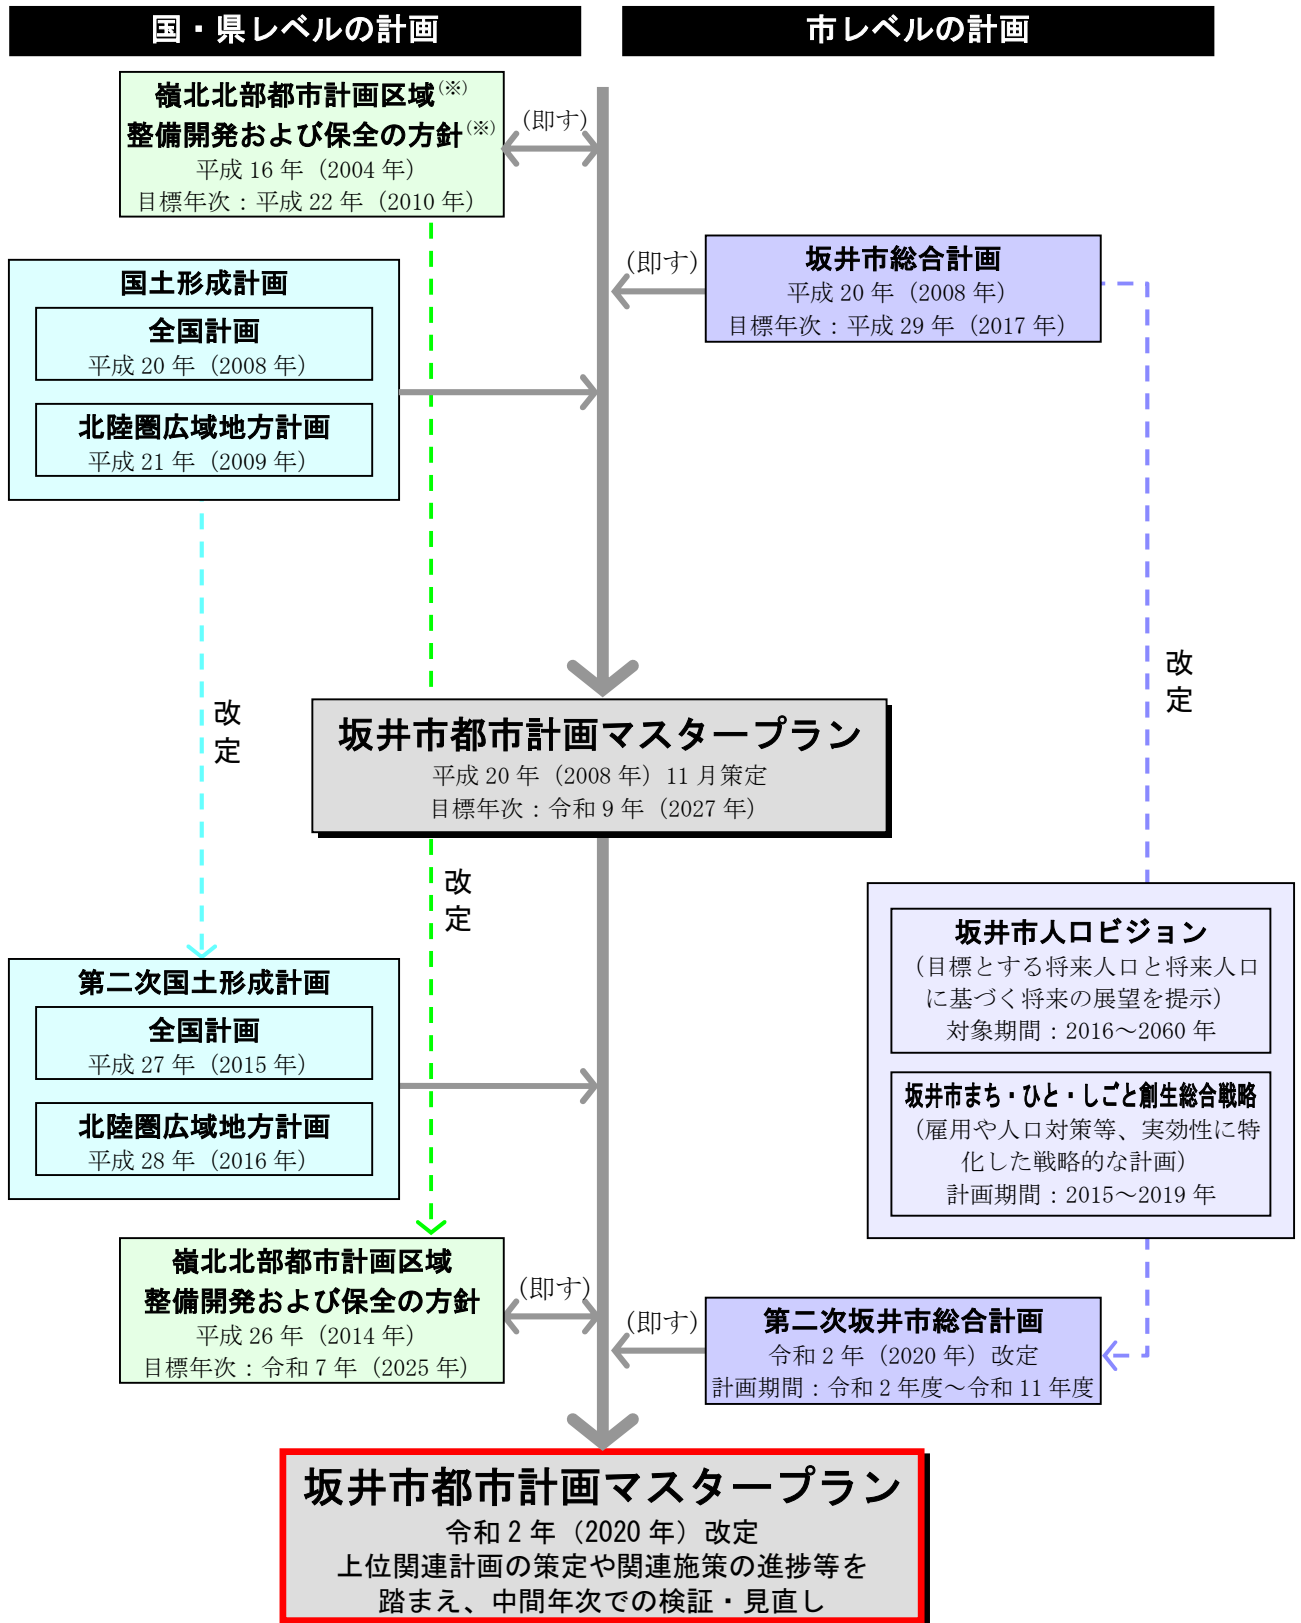 国・県レベルの計画
市レベルの計画
嶺北北部都市計画区域(※)
整備開発および保全の方針(※)
平成 16 年（2004 年）
目標年次：平成 22 年（2010 年）
(即す)
国土形成計画
全国計画
平成 20 年（2008 年）
北陸圏広域地方計画
平成 21 年（2009 年）
(即す)
坂井市総合計画
平成 20 年（2008 年）
目標年次：平成 29 年（2017 年）
改定
改定
坂井市都市計画マスタープラン
平成 20 年（2008 年）11 月策定
目標年次：令和 9 年（2027 年）
改定
坂井市人口ビジョン
（目標とする将来人口と将来人口
に基づく将来の展望を提示）
対象期間：2016～2060 年
坂井市まち・ひと・しごと創生総合戦略
（雇用や人口対策等、実効性に特
化した戦略的な計画）
計画期間：2015～2019 年
第二次国土形成計画
全国計画
平成 27 年（2015 年）
北陸圏広域地方計画
平成 28 年（2016 年）
嶺北北部都市計画区域
整備開発および保全の方針
平成 26 年（2014 年）
目標年次：令和 7 年（2025 年）
(即す)
(即す)
第二次坂井市総合計画
令和 2 年（2020 年）改定
計画期間：令和 2 年度～令和 11 年度
坂井市都市計画マスタープラン
令和 2 年（2020 年）改定
上位関連計画の策定や関連施策の進捗等を
踏まえ、中間年次での検証・見直し